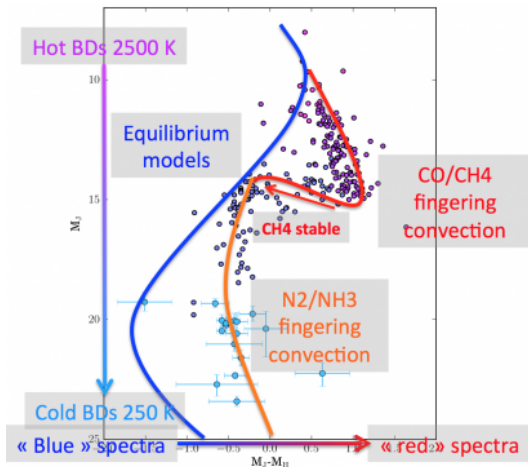 Hot BDs 2500 K
10
Equilibrium
models
CO/CH4
fingering
convection
15
CH4 stable
M_J
N2/NH3
fingering
convection
20
Cold BDs 250 K
25
« Blue » spectra
« red » spectra
M_J-M_H